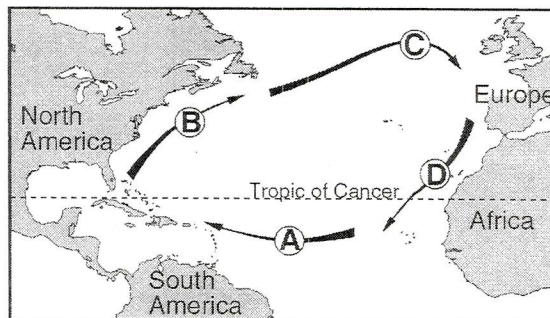 C
North
America
Europe
B
D
Tropic of Cancer
Africa
A
South
America